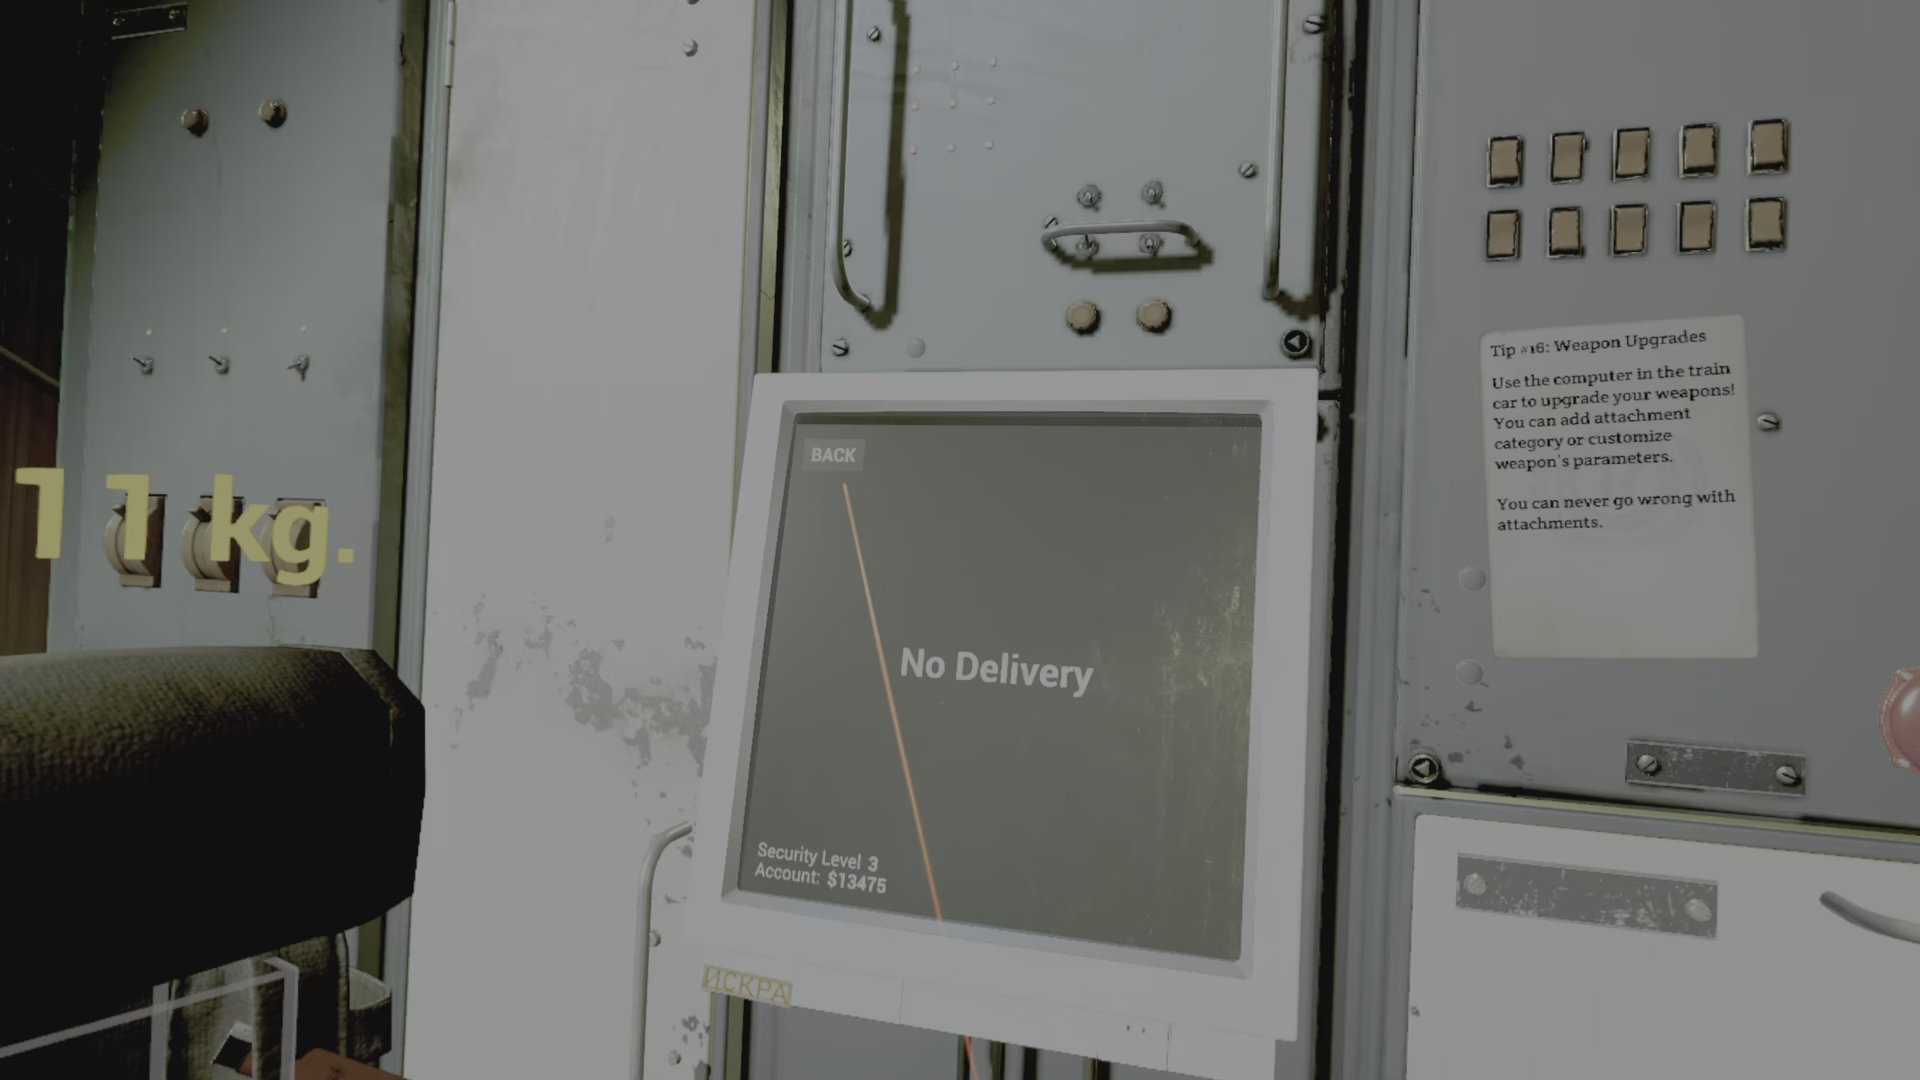 11 kg.
BACK
No Delivery
Security Level 3
Account: $13475
ИСКРА
Tip #16: Weapon Upgrades
Use the computer in the train
car to upgrade your weapons!
You can add attachment
category or customize
weapon's parameters.
You can never go wrong with
attachments.